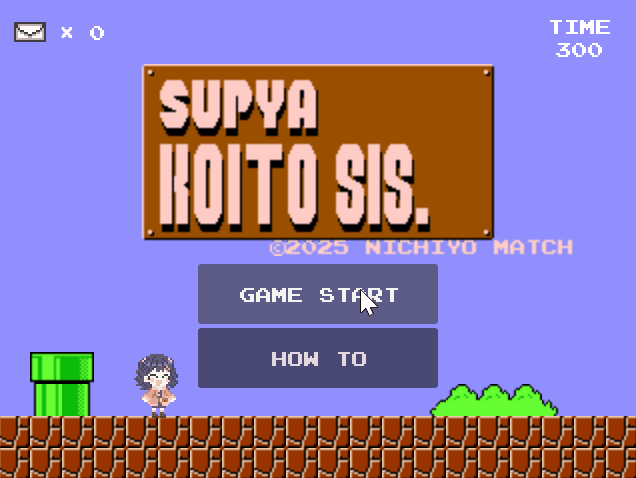 x 0
TIME
300
SUPYA
KOITO SIS.
©2025 NICHIYO MATCH
GAME START
HOW TO